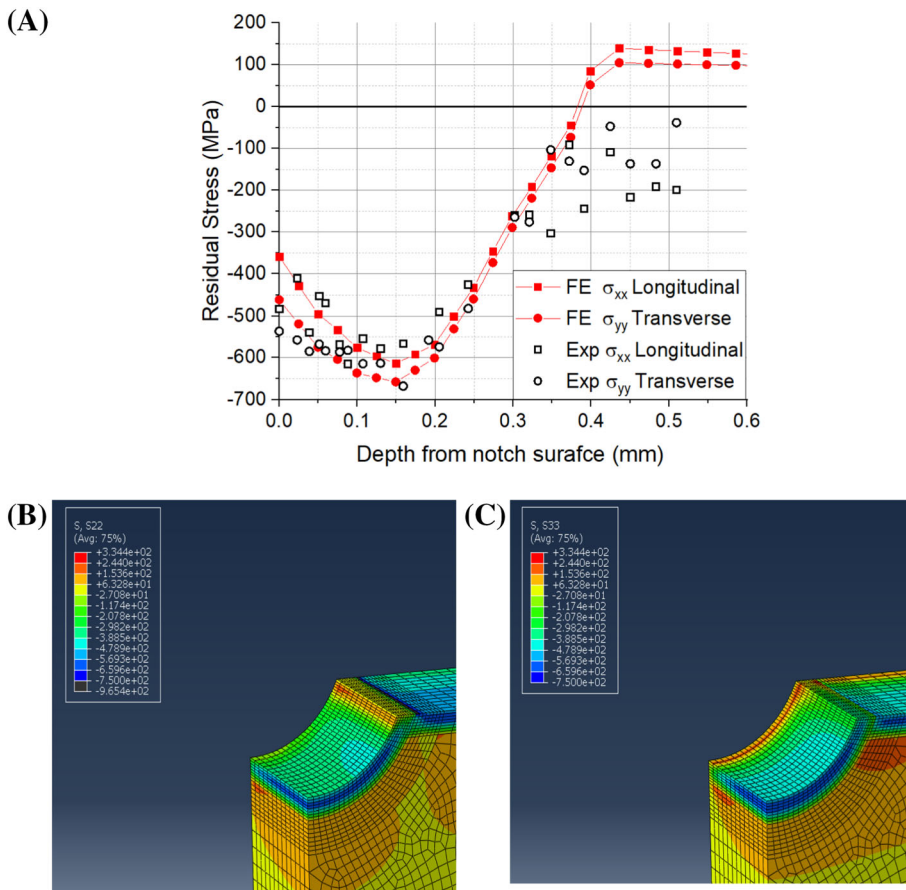 (A)
200
100
0
-100
-200
-300
-400
-500
-600
-700
Residual Stress (MPa)
FE σxx Longitudinal
FE σyy Transverse
Exp σxx Longitudinal
Exp σyy Transverse
0.0 0.1 0.2 0.3 0.4 0.5 0.6
Depth from notch surafce (mm)
(B)
S, S22
(Avg: 75%)
+3.344e+02
+2.440e+02
+1.536e+02
+6.328e+01
-2.708e+01
-1.174e+02
-2.078e+02
-2.982e+02
-3.885e+02
-4.789e+02
-5.693e+02
-6.596e+02
-7.500e+02
-9.654e+02
(C)
S, S33
(Avg: 75%)
+3.344e+02
+2.440e+02
+1.536e+02
+6.328e+01
-2.708e+01
-1.174e+02
-2.078e+02
-2.982e+02
-3.885e+02
-4.789e+02
-5.693e+02
-6.596e+02
-7.500e+02